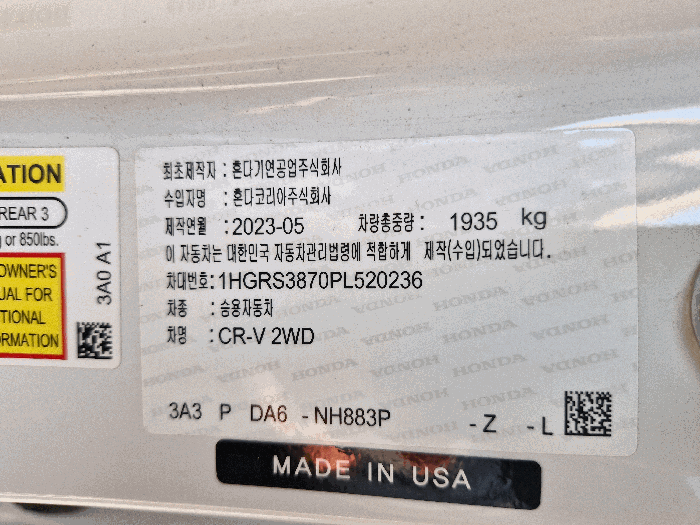 ATION
REAR 3
g or 850lbs.
OWNER'S
UAL FOR
TIONAL
ORMATION
3A0 A1
최초제작자 : 혼다기연공업주식회사
수입자명 : 혼다코리아주식회사
제작연월 : 2023-05 차량총중량 : 1935 kg
이 자동차는 대한민국 자동차관리법령에 적합하게 제작(수입)되었습니다.
차대번호 : 1HGRS3870PL520236
차종 : 승용자동차
차명 : CR-V 2WD
3A3 P DA6 -NH883P -Z -L
MADE IN USA